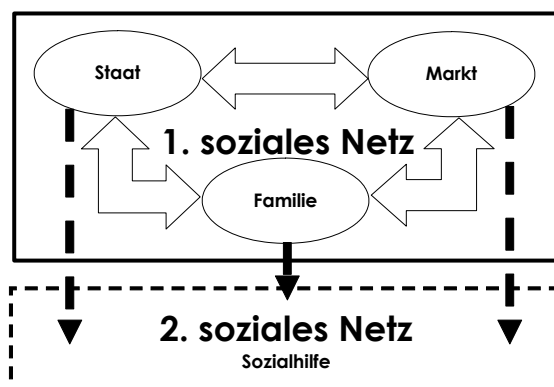 Staat
Markt
1. soziales Netz
Familie
2. soziales Netz
Sozialhilfe